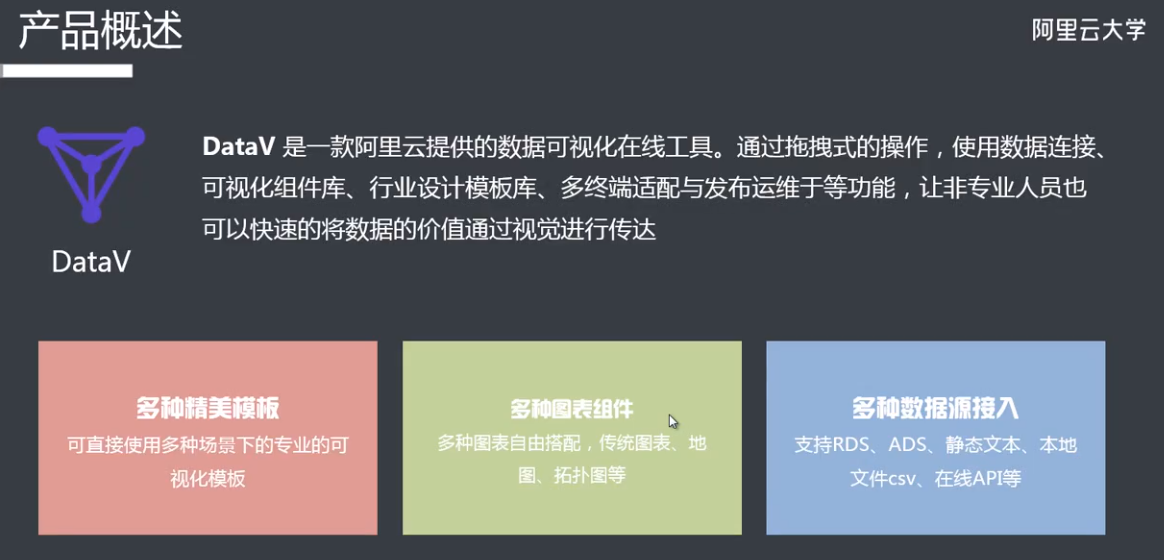 产品概述
阿里云大学
DataV 是一款阿里云提供的数据可视化在线工具。通过拖拽式的操作，使用数据连接、
可视化组件库、行业设计模板库、多终端适配与发布运维于等功能，让非专业人员也
可以快速的将数据的价值通过视觉进行传达
DataV
多种精美模板
可直接使用多种场景下的专业的可
视化模板
多种图表组件
多种图表自由搭配，传统图表、地
图、拓扑图等
多种数据源接入
支持RDS、ADS、静态文本、本地
文件csv、在线API等